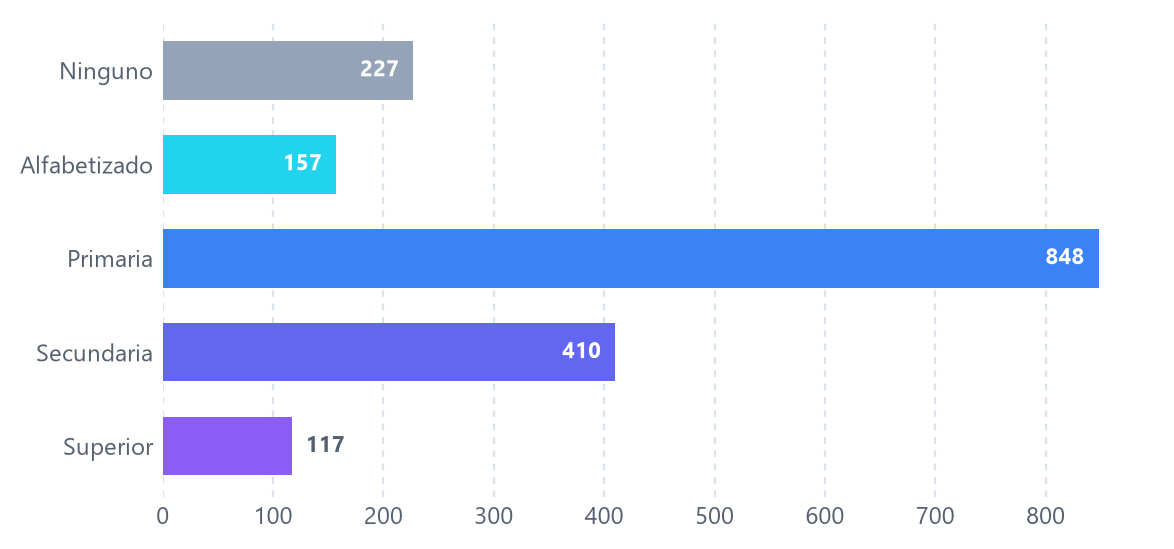 Ninguno 227
Alfabetizado 157
Primaria 848
Secundaria 410
Superior 117
0 100 200 300 400 500 600 700 800